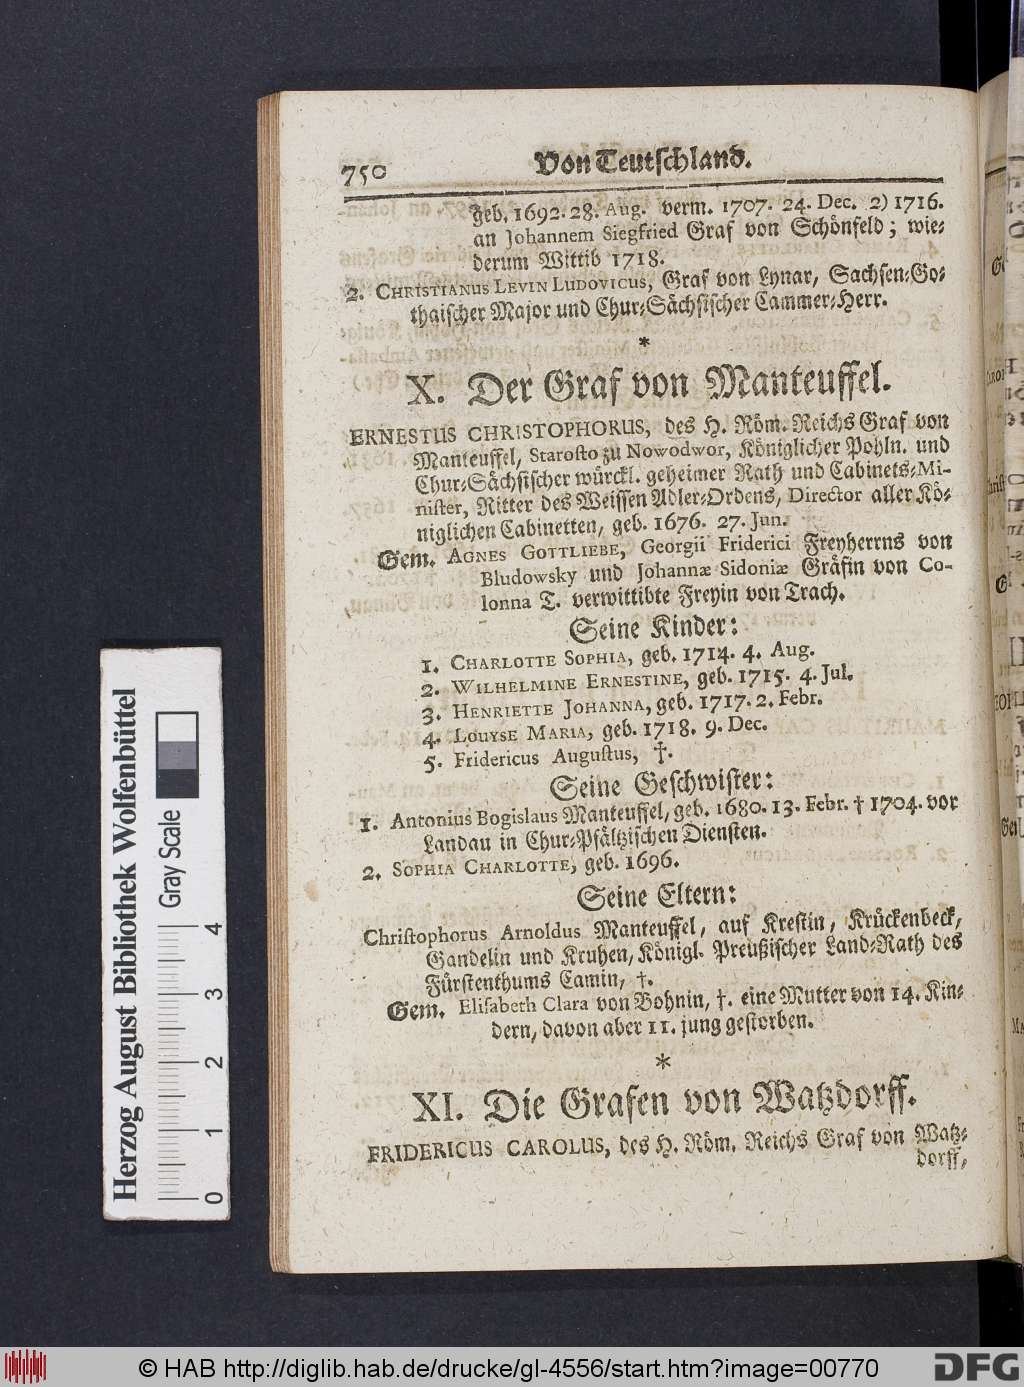 750 Von Teutschland.
geb. 1692. 28. Aug. verm. 1707. 24. Dec. 2) 1716.
an Johannem Siegfried Graf von Schönfeld; wie-
derum Wittib 1718.
2. CHRISTIANUS LEVIN LUDOVICUS, Graf von Lynar, Sachsen-Go-
thaischer Major und Chur-Sächsischer Cammer-Herr.
*
X. Der Graf von Manteuffel.
ERNESTUS CHRISTOPHORUS, des H. Röm. Reichs Graf von
Manteuffel, Starosto zu Nowodwor, Königlicher Pohln. und
Chur-Sächsischer würckl. geheimer Rath und Cabinets-Mi-
nister, Ritter des Weissen Adler-Ordens, Director aller Kö-
niglichen Cabinetten, geb. 1676. 27. Jun.
Gem. AGNES GOTTLIEBE, Georgii Friderici Freyherrns von
Bludowsky und Johannæ Sidoniæ Gräfin von Co-
lonna T. verwittibte Freyin von Trach.
Seine Kinder:
1. CHARLOTTE SOPHIA, geb. 1714. 4. Aug.
2. WILHELMINE ERNESTINE, geb. 1715. 4. Jul.
3. HENRIETTE JOHANNA, geb. 1717. 2. Febr.
4. LOUYSE MARIA, geb. 1718. 9. Dec.
5. Fridericus Augustus, †.
Seine Geschwister:
1. Antonius Bogislaus Manteuffel, geb. 1680. 13. Febr. † 1704. vor
Landau in Chur-Pfältzischen Diensten.
2. SOPHIA CHARLOTTE, geb. 1696.
Seine Eltern:
Christophorus Arnoldus Manteuffel, auf Krestin, Krückenbeck,
Gandelin und Kruhen, Königl. Preußischer Land-Rath des
Fürstenthums Camin, †.
Gem. Elisabeth Clara von Bohnin, †. eine Mutter von 14. Kin-
dern, davon aber 11. jung gestorben.
*
XI. Die Grafen von Watzdorff.
FRIDERICUS CAROLUS, des H. Röm. Reichs Graf von Watz-
dorff,
Herzog August Bibliothek Wolfenbüttel
Gray Scale
0 1 2 3 4
© HAB http://diglib.hab.de/drucke/gl-4556/start.htm?image=00770
DFG